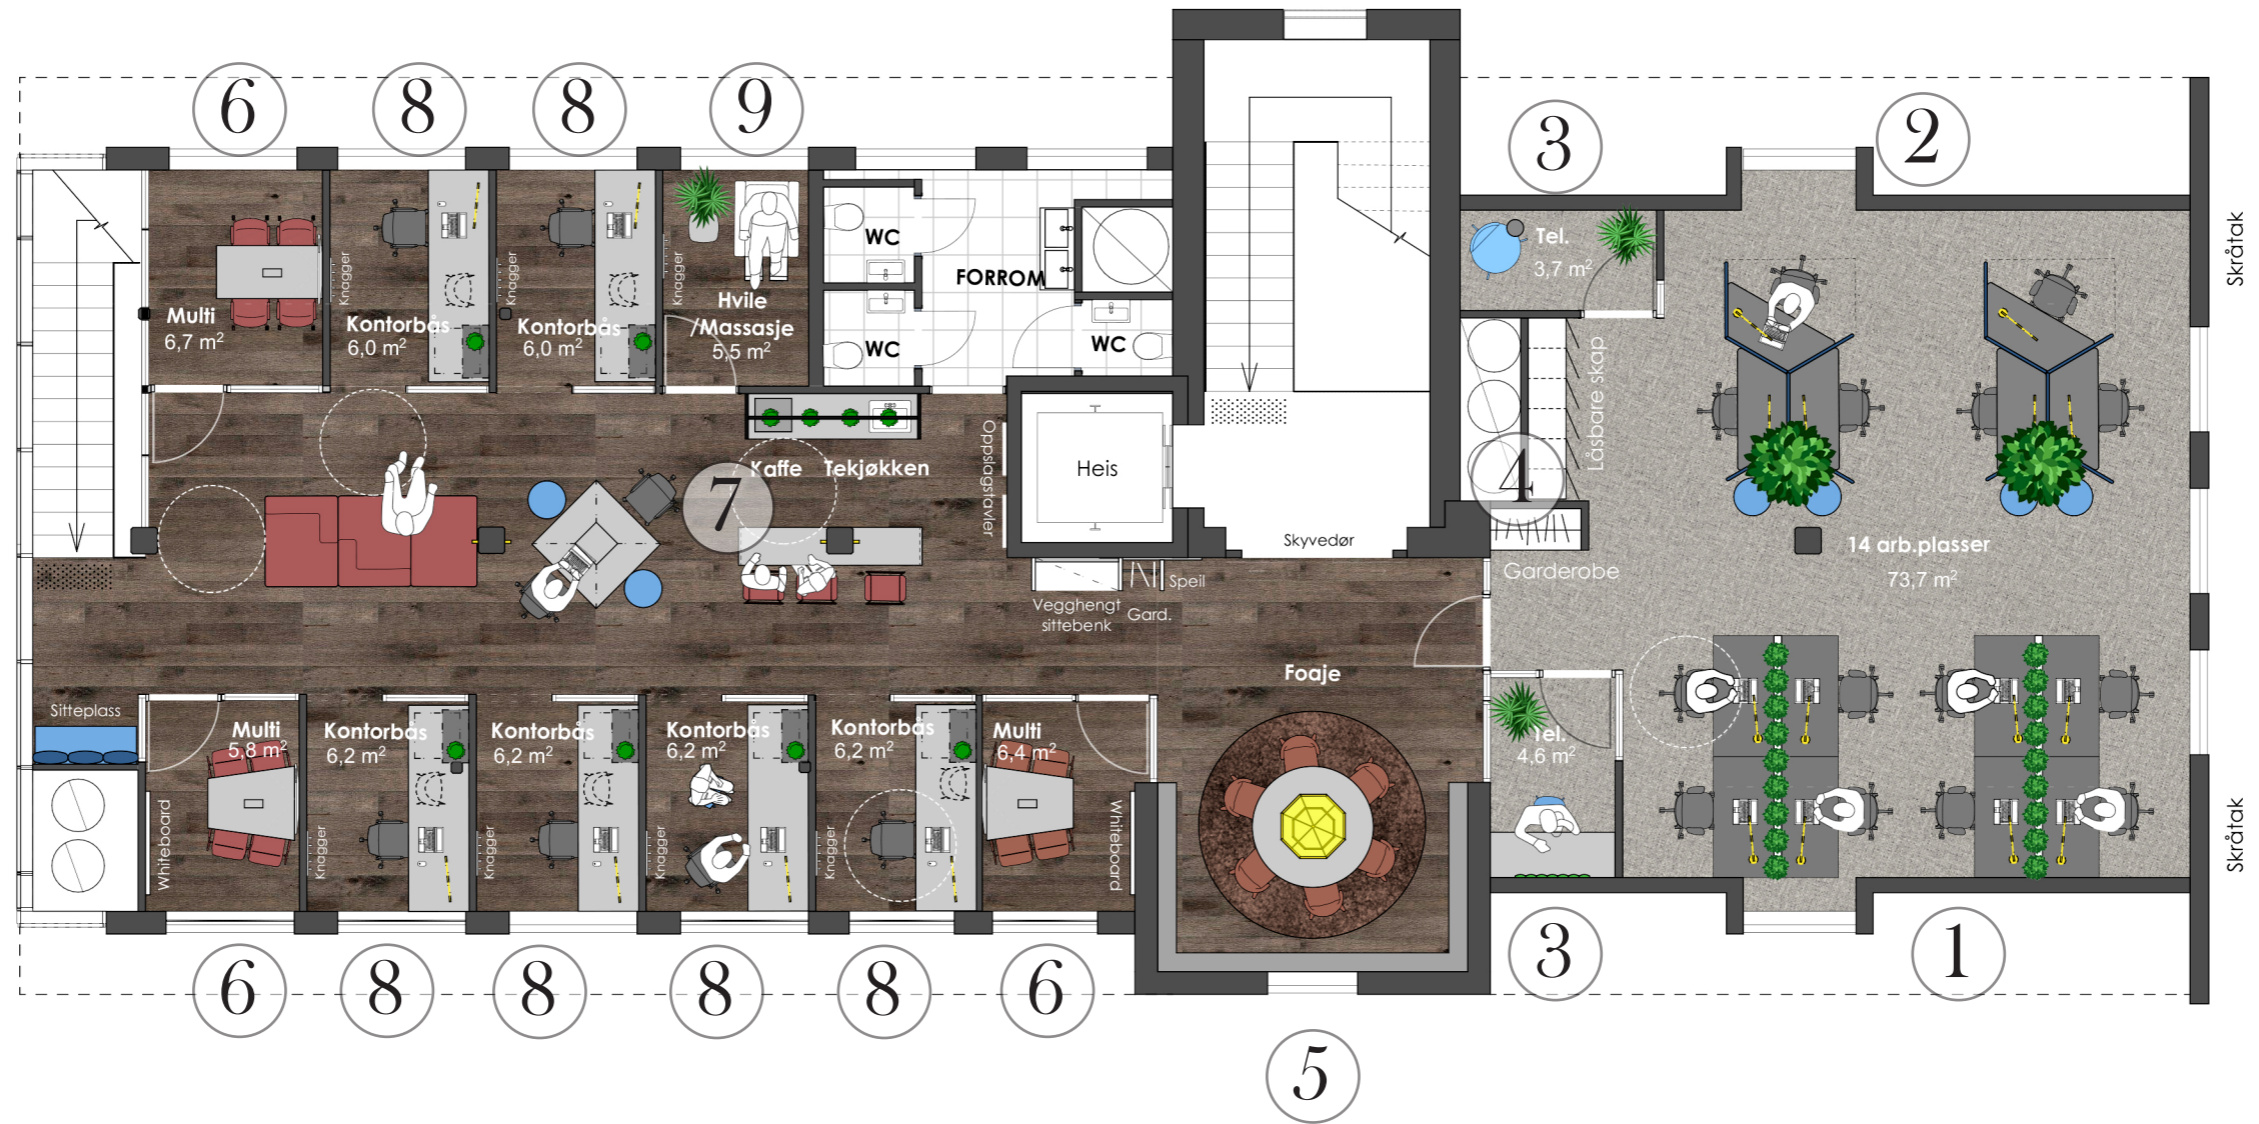 6
8
8
9
3
2
Skråtak
Multi
6,7 m²
Knagger
Kontorbås
6,0 m²
Knagger
Kontorbås
6,0 m²
Knagger
Hvile
/Massasje
5,5 m²
WC
WC
FORROM
WC
Tel.
3,7 m²
Låsbare skap
4
Kaffe
Tekjøkken
7
Oppslagstavler
Heis
Skyvedør
Garderobe
14 arb.plasser
73,7 m²
Vegghengt
sittebenk
Speil
Gard.
Foaje
Sitteplass
Multi
5,8 m²
Whiteboard
Kontorbås
6,2 m²
Knagger
Kontorbås
6,2 m²
Knagger
Kontorbås
6,2 m²
Knagger
Kontorbås
6,2 m²
Knagger
Multi
6,4 m²
Whiteboard
Tel.
4,6 m²
Skråtak
6
8
8
8
8
6
5
3
1